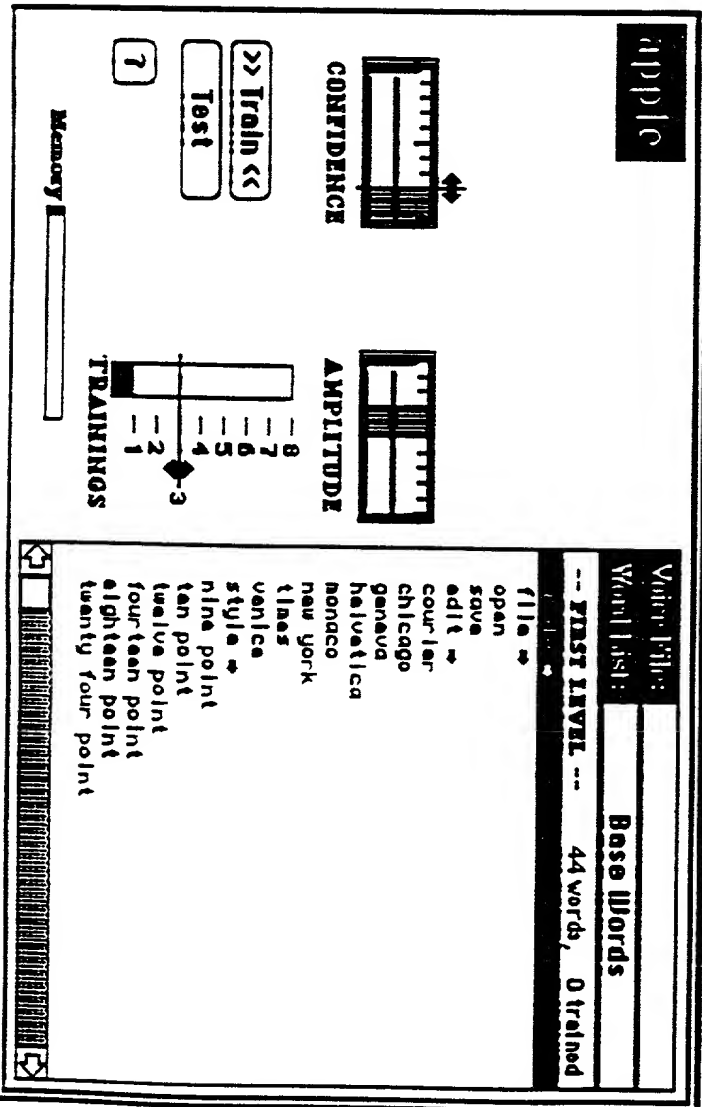 apple
CONFIDENCE
AMPLITUDE
>> Train <<
Test
?
8
7
6
5
4
3
2
1
TRAININGS
Memory
Voice File:
Word List: Base Words
-- FIRST LEVEL -- 44 words, 0 trained
file ➡
open
save
edit ➡
courier
chicago
geneva
helvetica
monaco
new york
times
venice
style ➡
nine point
ten point
twelve point
fourteen point
eighteen point
twenty four point